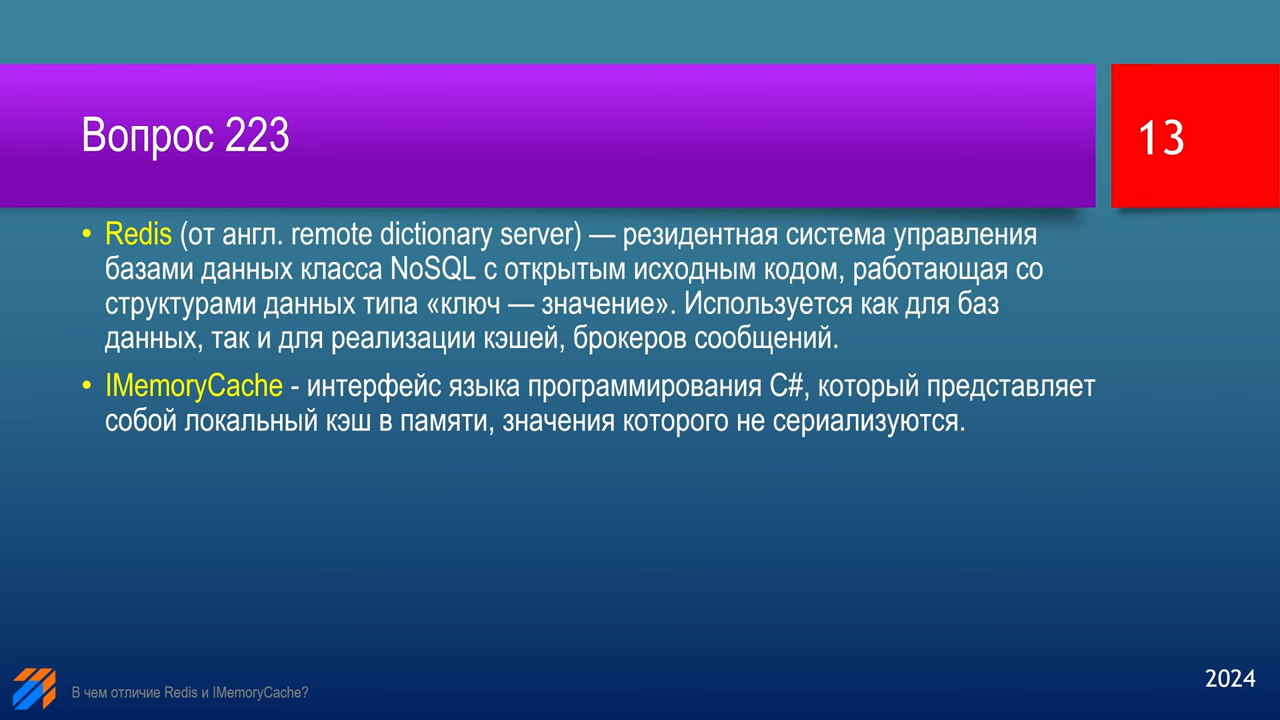 Вопрос 223
13
• Redis (от англ. remote dictionary server) — резидентная система управления
базами данных класса NoSQL с открытым исходным кодом, работающая со
структурами данных типа «ключ — значение». Используется как для баз
данных, так и для реализации кэшей, брокеров сообщений.
• IMemoryCache - интерфейс языка программирования C#, который представляет
собой локальный кэш в памяти, значения которого не сериализуются.
В чем отличие Redis и IMemoryCache?
2024